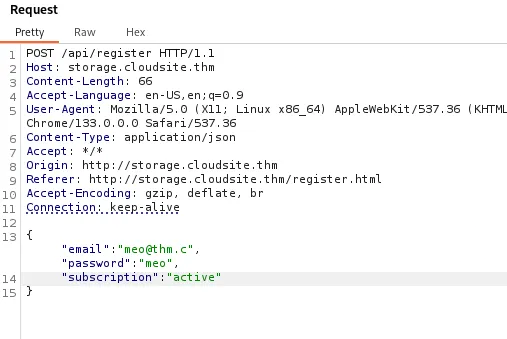 Request
Pretty Raw Hex
1 POST /api/register HTTP/1.1
2 Host: storage.cloudsite.thm
3 Content-Length: 66
4 Accept-Language: en-US,en;q=0.9
5 User-Agent: Mozilla/5.0 (X11; Linux x86_64) AppleWebKit/537.36 (KHTML
Chrome/133.0.0.0 Safari/537.36
6 Content-Type: application/json
7 Accept: */*
8 Origin: http://storage.cloudsite.thm
9 Referer: http://storage.cloudsite.thm/register.html
10 Accept-Encoding: gzip, deflate, br
11 Connection: keep-alive
12
13 {
"email":"meo@thm.c",
"password":"meo",
14 "subscription":"active"
15 }